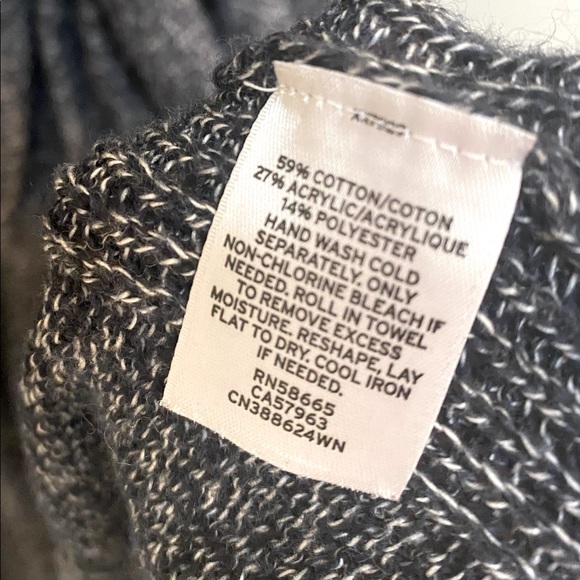 59% COTTON/COTON
27% ACRYLIC/ACRYLIQUE
14% POLYESTER
HAND WASH COLD
SEPARATELY. ONLY
NON-CHLORINE BLEACH IF
NEEDED. ROLL IN TOWEL
TO REMOVE EXCESS
MOISTURE. RESHAPE, LAY
FLAT TO DRY. COOL IRON
IF NEEDED.
RN58665
CA57963
CN388624WN